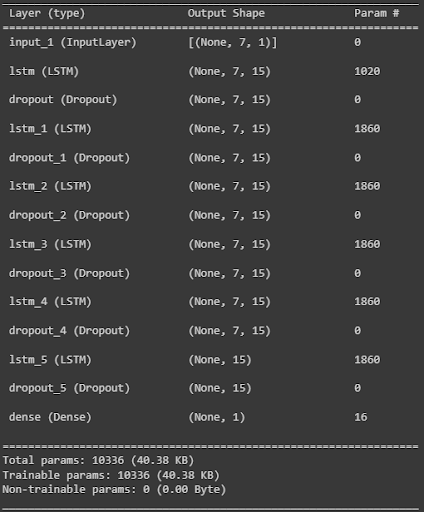 Layer (type) Output Shape Param #
input_1 (InputLayer) [(None, 7, 1)] 0
lstm (LSTM) (None, 7, 15) 1020
dropout (Dropout) (None, 7, 15) 0
lstm_1 (LSTM) (None, 7, 15) 1860
dropout_1 (Dropout) (None, 7, 15) 0
lstm_2 (LSTM) (None, 7, 15) 1860
dropout_2 (Dropout) (None, 7, 15) 0
lstm_3 (LSTM) (None, 7, 15) 1860
dropout_3 (Dropout) (None, 7, 15) 0
lstm_4 (LSTM) (None, 7, 15) 1860
dropout_4 (Dropout) (None, 7, 15) 0
lstm_5 (LSTM) (None, 15) 1860
dropout_5 (Dropout) (None, 15) 0
dense (Dense) (None, 1) 16
Total params: 10336 (40.38 KB)
Trainable params: 10336 (40.38 KB)
Non-trainable params: 0 (0.00 Byte)